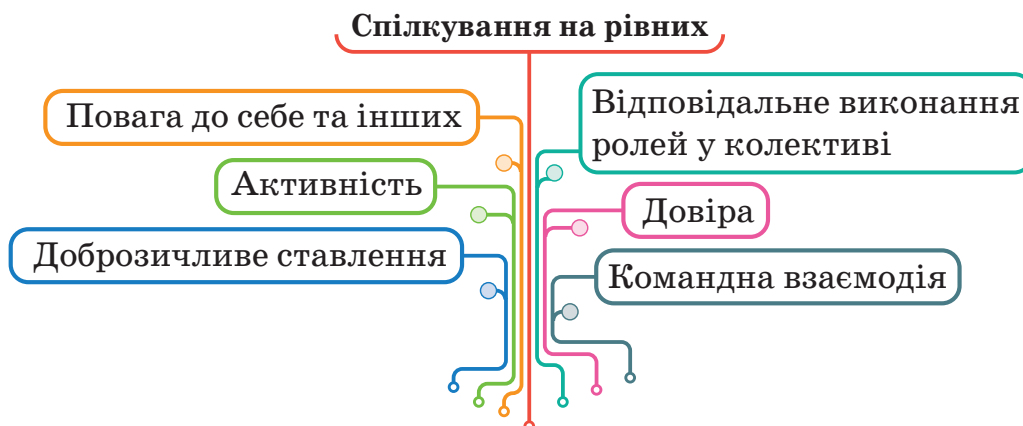 Спілкування на рівних
Повага до себе та інших
Активність
Доброзичливе ставлення
Відповідальне виконання
ролей у колективі
Довіра
Командна взаємодія